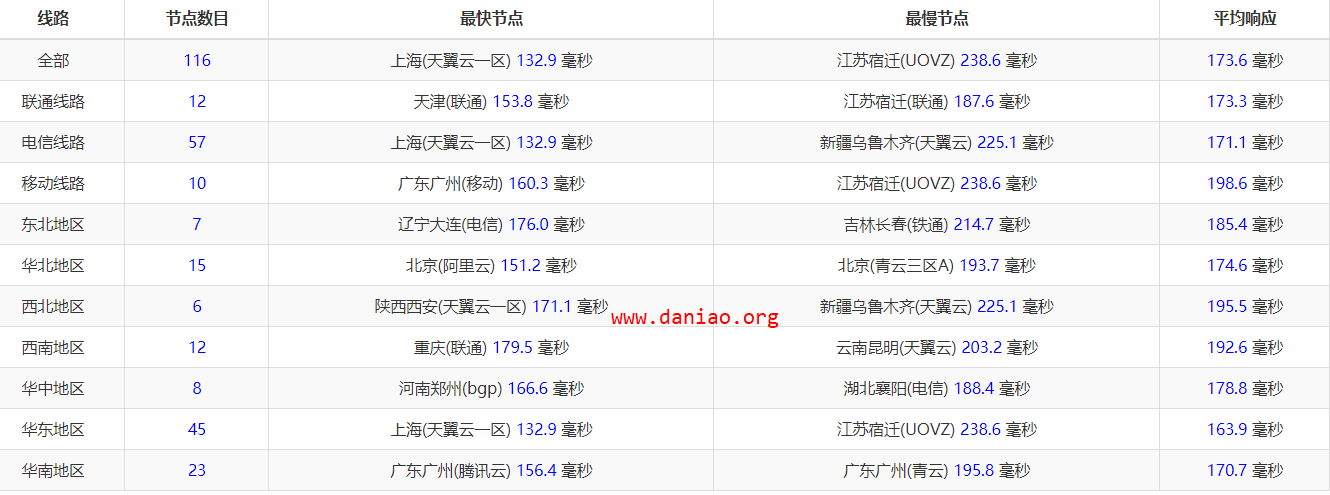 线路 节点数目 最快节点 最慢节点 平均响应
全部 116 上海(天翼云一区) 132.9 毫秒 江苏宿迁(UOVZ) 238.6 毫秒 173.6 毫秒
联通线路 12 天津(联通) 153.8 毫秒 江苏宿迁(联通) 187.6 毫秒 173.3 毫秒
电信线路 57 上海(天翼云一区) 132.9 毫秒 新疆乌鲁木齐(天翼云) 225.1 毫秒 171.1 毫秒
移动线路 10 广东广州(移动) 160.3 毫秒 江苏宿迁(UOVZ) 238.6 毫秒 198.6 毫秒
东北地区 7 辽宁大连(电信) 176.0 毫秒 吉林长春(铁通) 214.7 毫秒 185.4 毫秒
华北地区 15 北京(阿里云) 151.2 毫秒 北京(青云三区A) 193.7 毫秒 174.6 毫秒
西北地区 6 陕西西安(天翼云一区) 171.1 毫秒 新疆乌鲁木齐(天翼云) 225.1 毫秒 195.5 毫秒
www.daniao.org
西南地区 12 重庆(联通) 179.5 毫秒 云南昆明(天翼云) 203.2 毫秒 192.6 毫秒
华中地区 8 河南郑州(bgp) 166.6 毫秒 湖北襄阳(电信) 188.4 毫秒 178.8 毫秒
华东地区 45 上海(天翼云一区) 132.9 毫秒 江苏宿迁(UOVZ) 238.6 毫秒 163.9 毫秒
华南地区 23 广东广州(腾讯云) 156.4 毫秒 广东广州(青云) 195.8 毫秒 170.7 毫秒